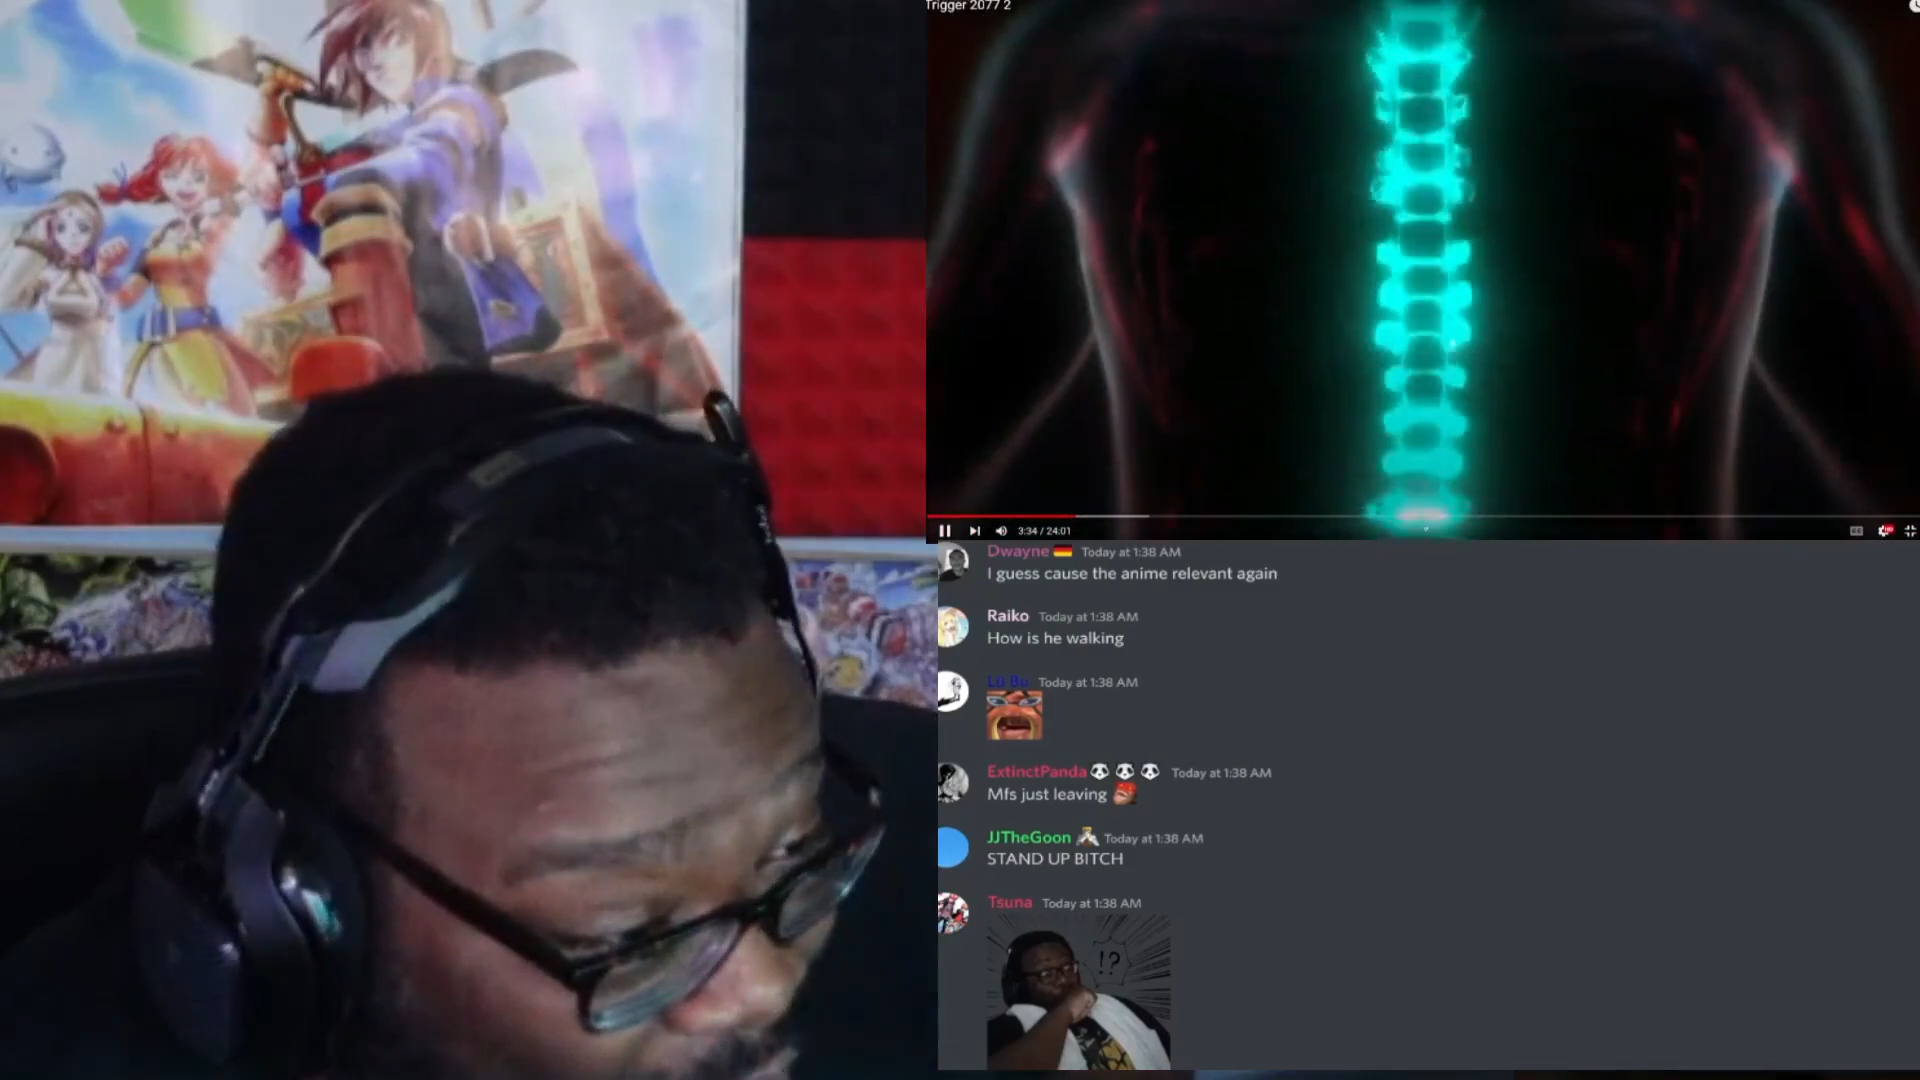 Trigger 2077 2
3:34 / 24:01
Dwayne Today at 1:38 AM
I guess cause the anime relevant again
Raiko Today at 1:38 AM
How is he walking
Lü Bu Today at 1:38 AM
ExtinctPanda Today at 1:38 AM
Mfs just leaving
JJTheGoon Today at 1:38 AM
STAND UP BITCH
Tsuna Today at 1:38 AM
!?